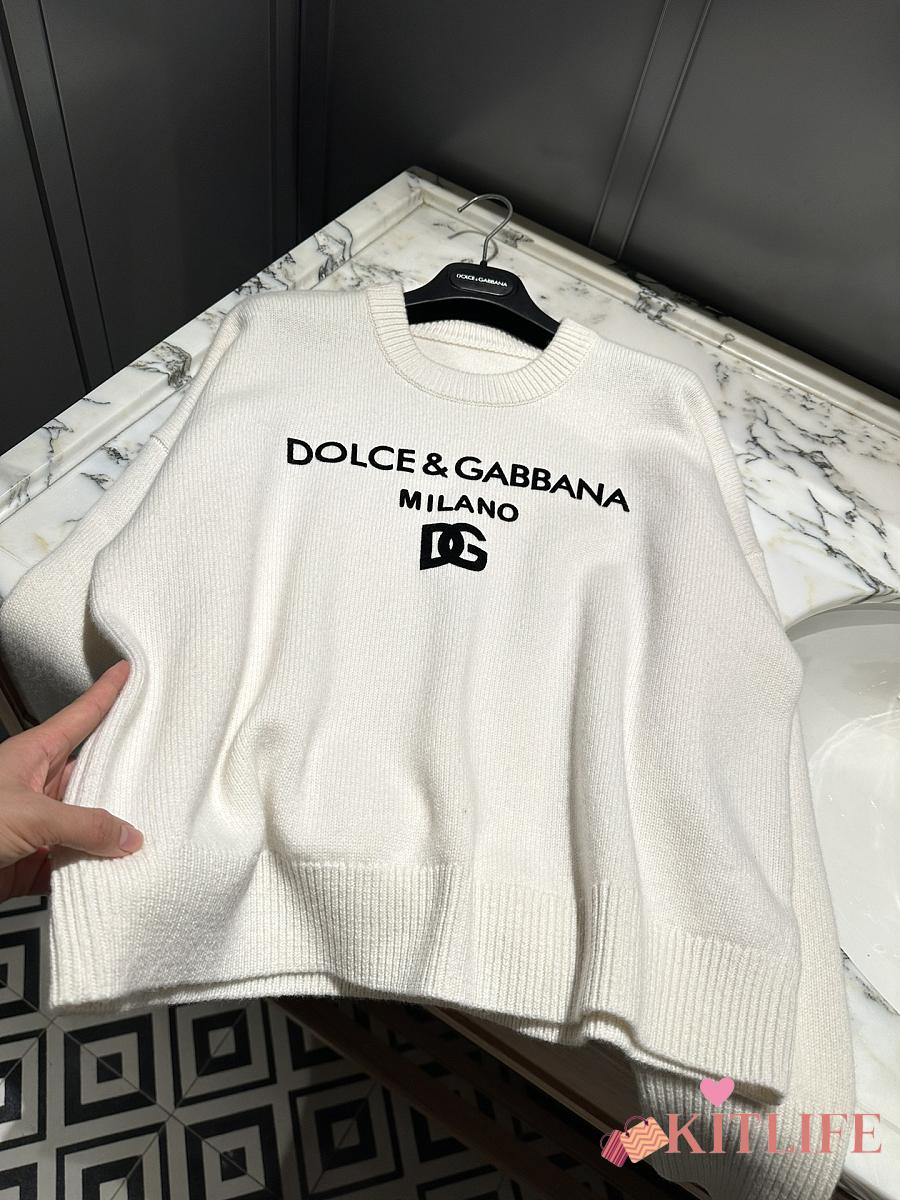 DOLCE & GABBANA
DOLCE & GABBANA
MILANO
DG
KITLIFE